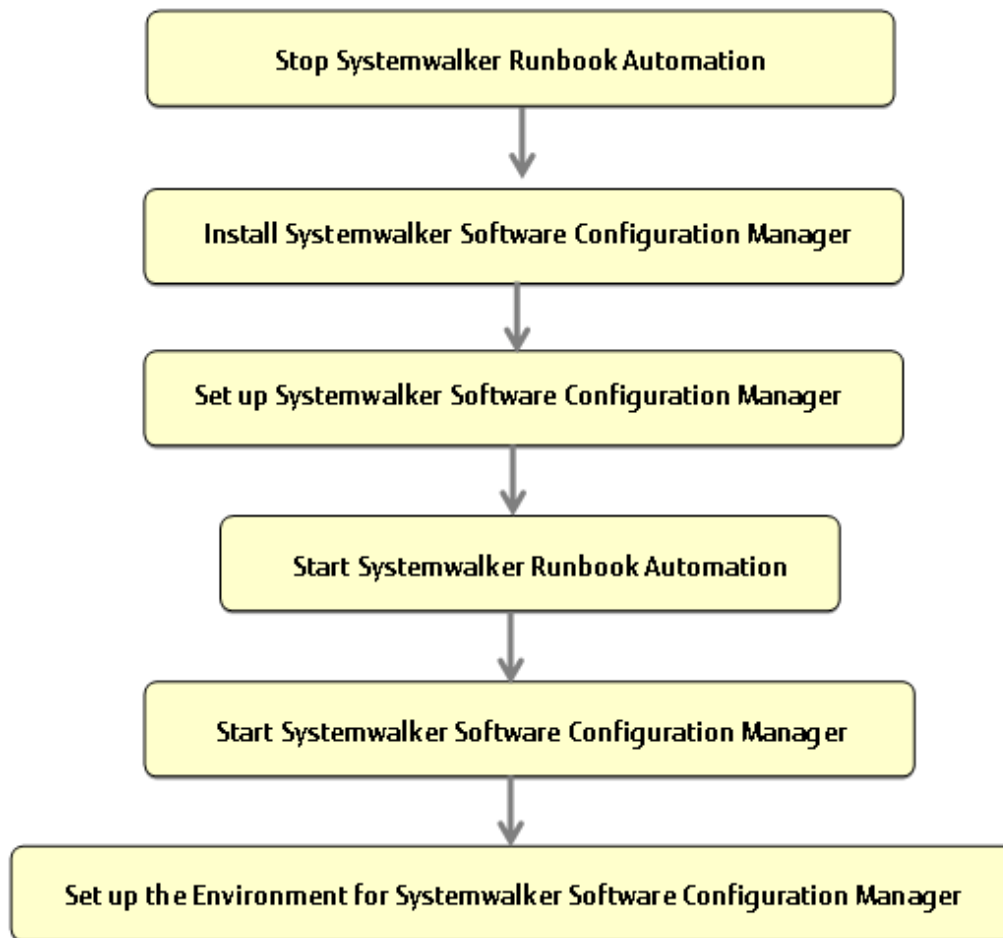 Stop Systemwalker Runbook Automation
Install Systemwalker Software Configuration Manager
Set up Systemwalker Software Configuration Manager
Start Systemwalker Runbook Automation
Start Systemwalker Software Configuration Manager
Set up the Environment for Systemwalker Software Configuration Manager